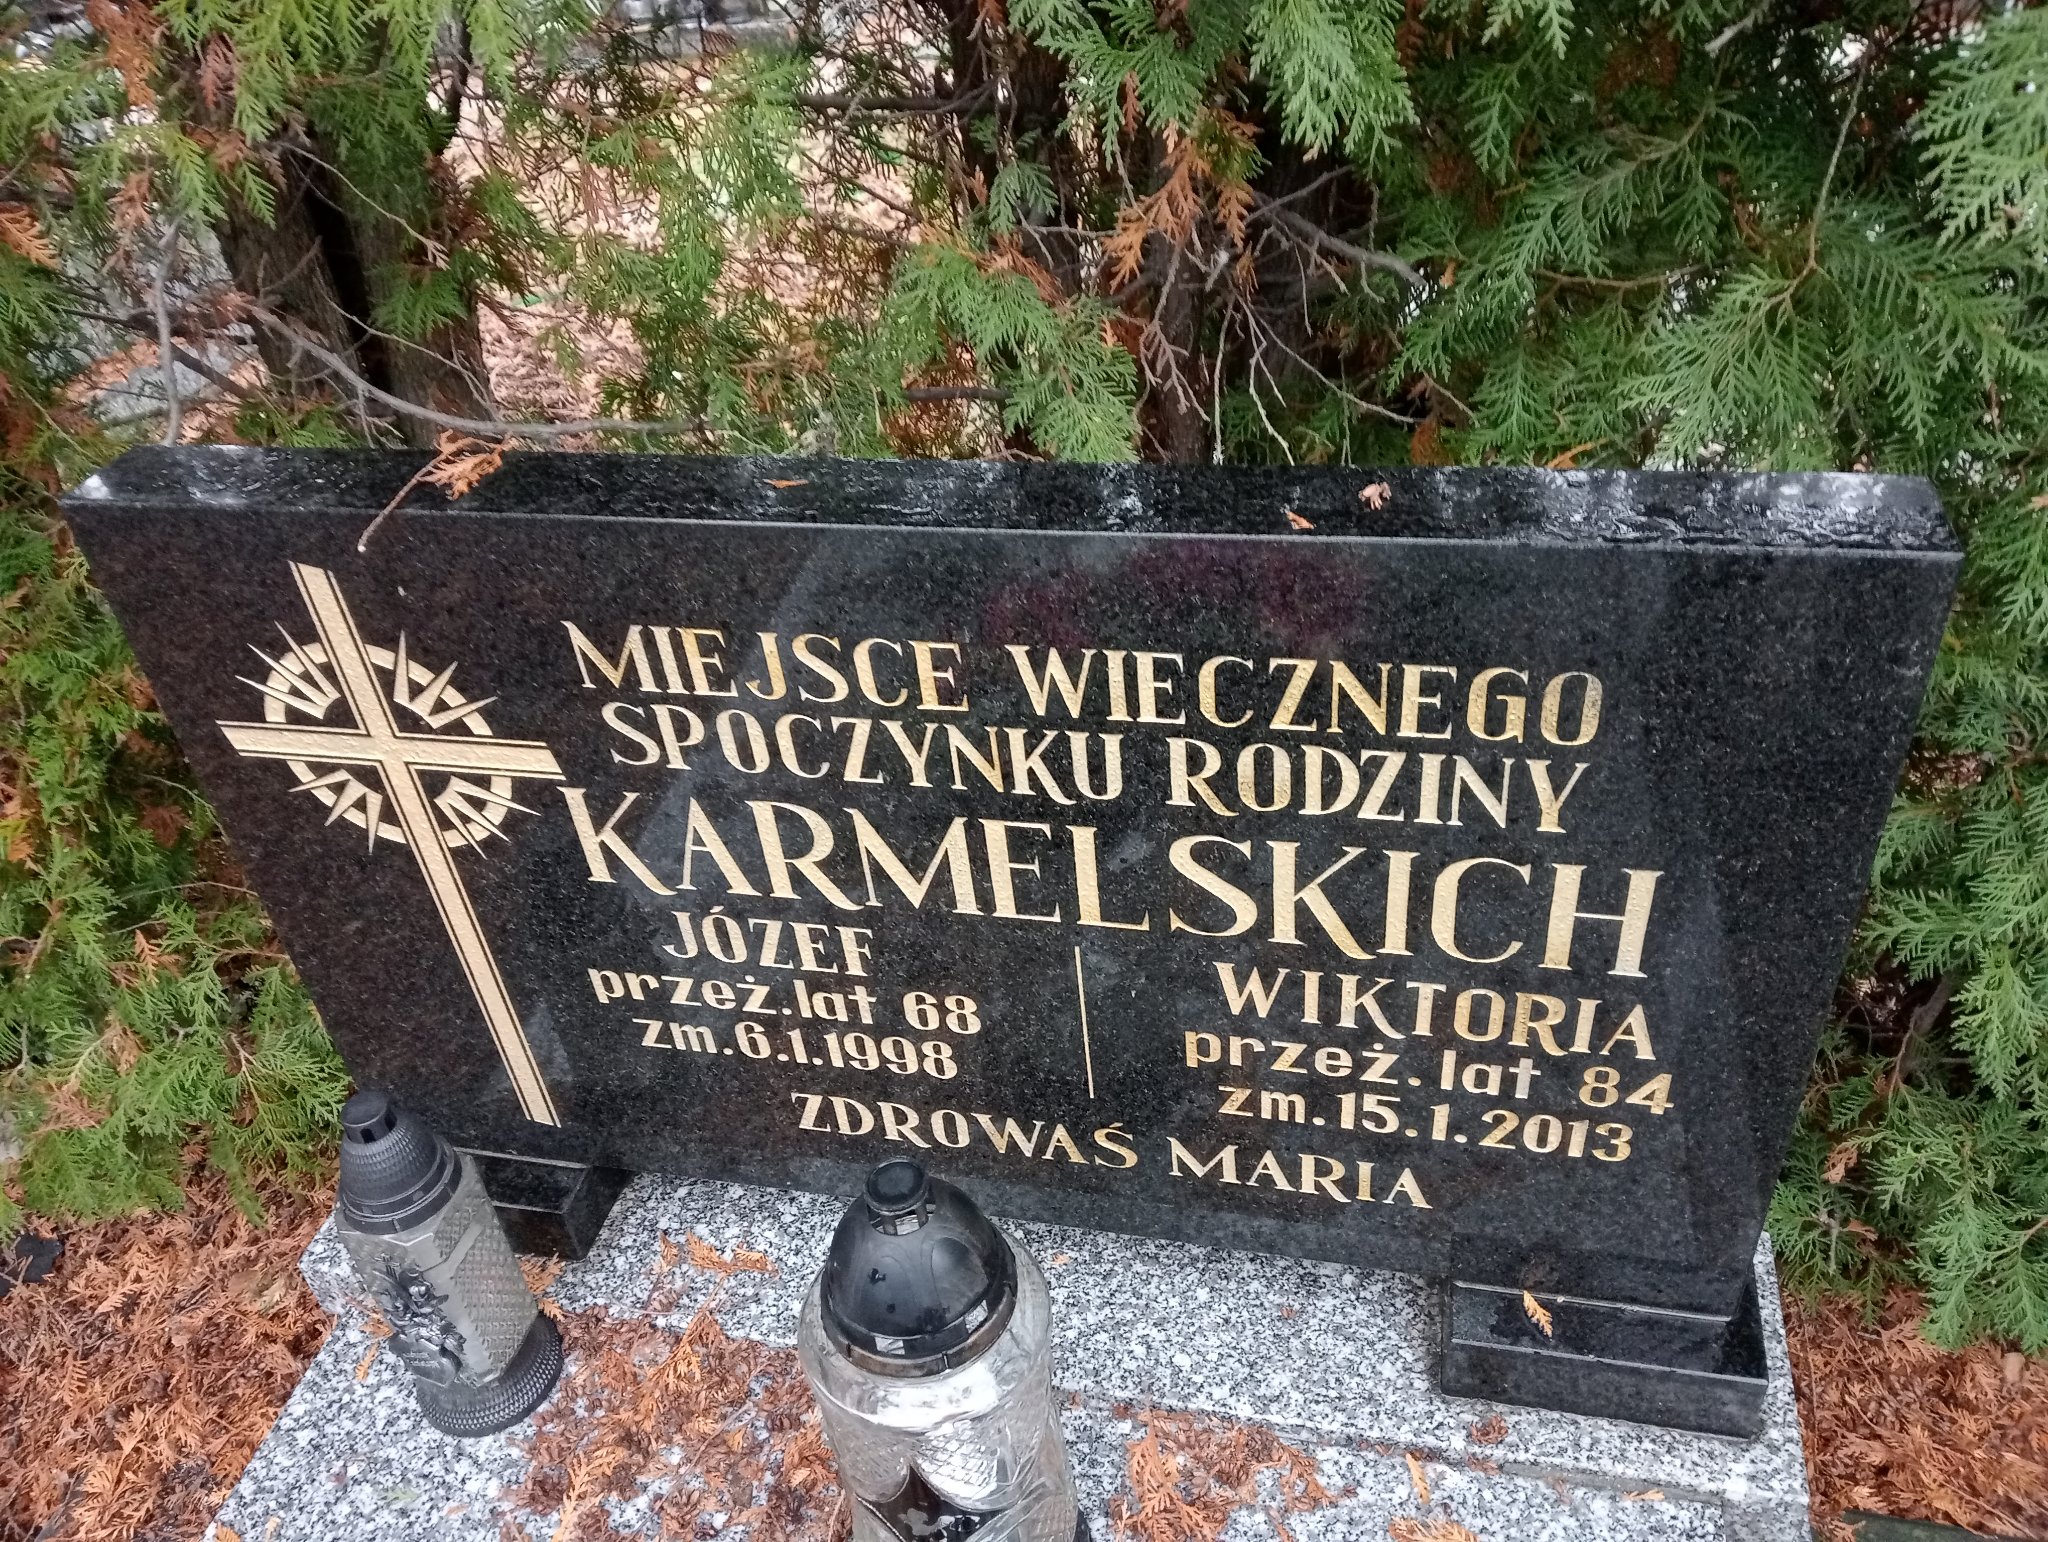 MIEJSCE WIECZNEGO
SPOCZYNKU RODZINY
KARMELSKICH
JÓZEF
przeż.lat 68
zm.6.1.1998
WIKTORIA
przeż.lat 84
zm.15.1.2013
ZDROWAŚ MARIA